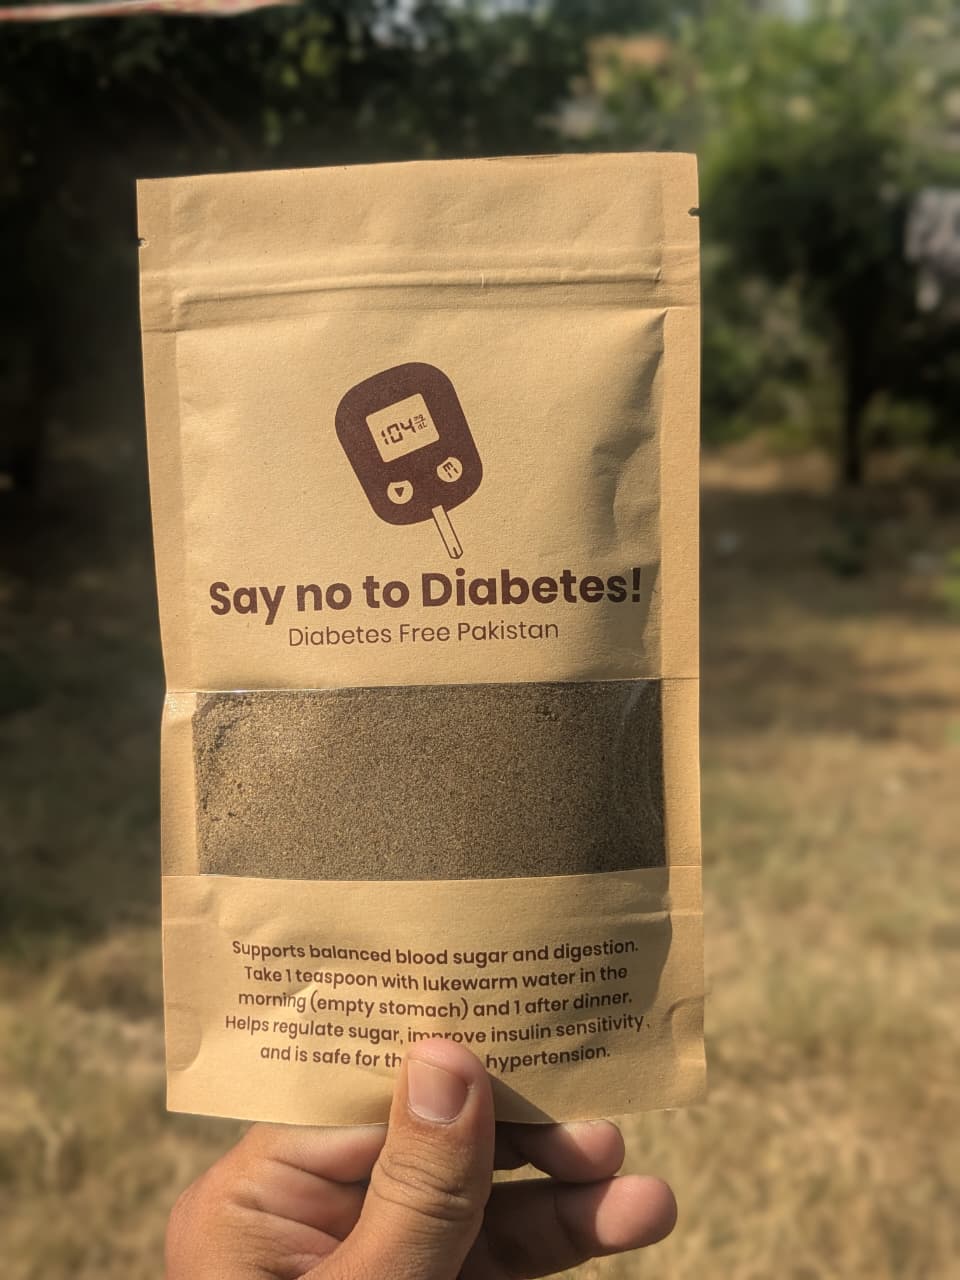 104 mg/dL
Say no to Diabetes!
Diabetes Free Pakistan
Supports balanced blood sugar and digestion.
Take 1 teaspoon with lukewarm water in the
morning (empty stomach) and 1 after dinner.
Helps regulate sugar, improve insulin sensitivity,
and is safe for hypertension.